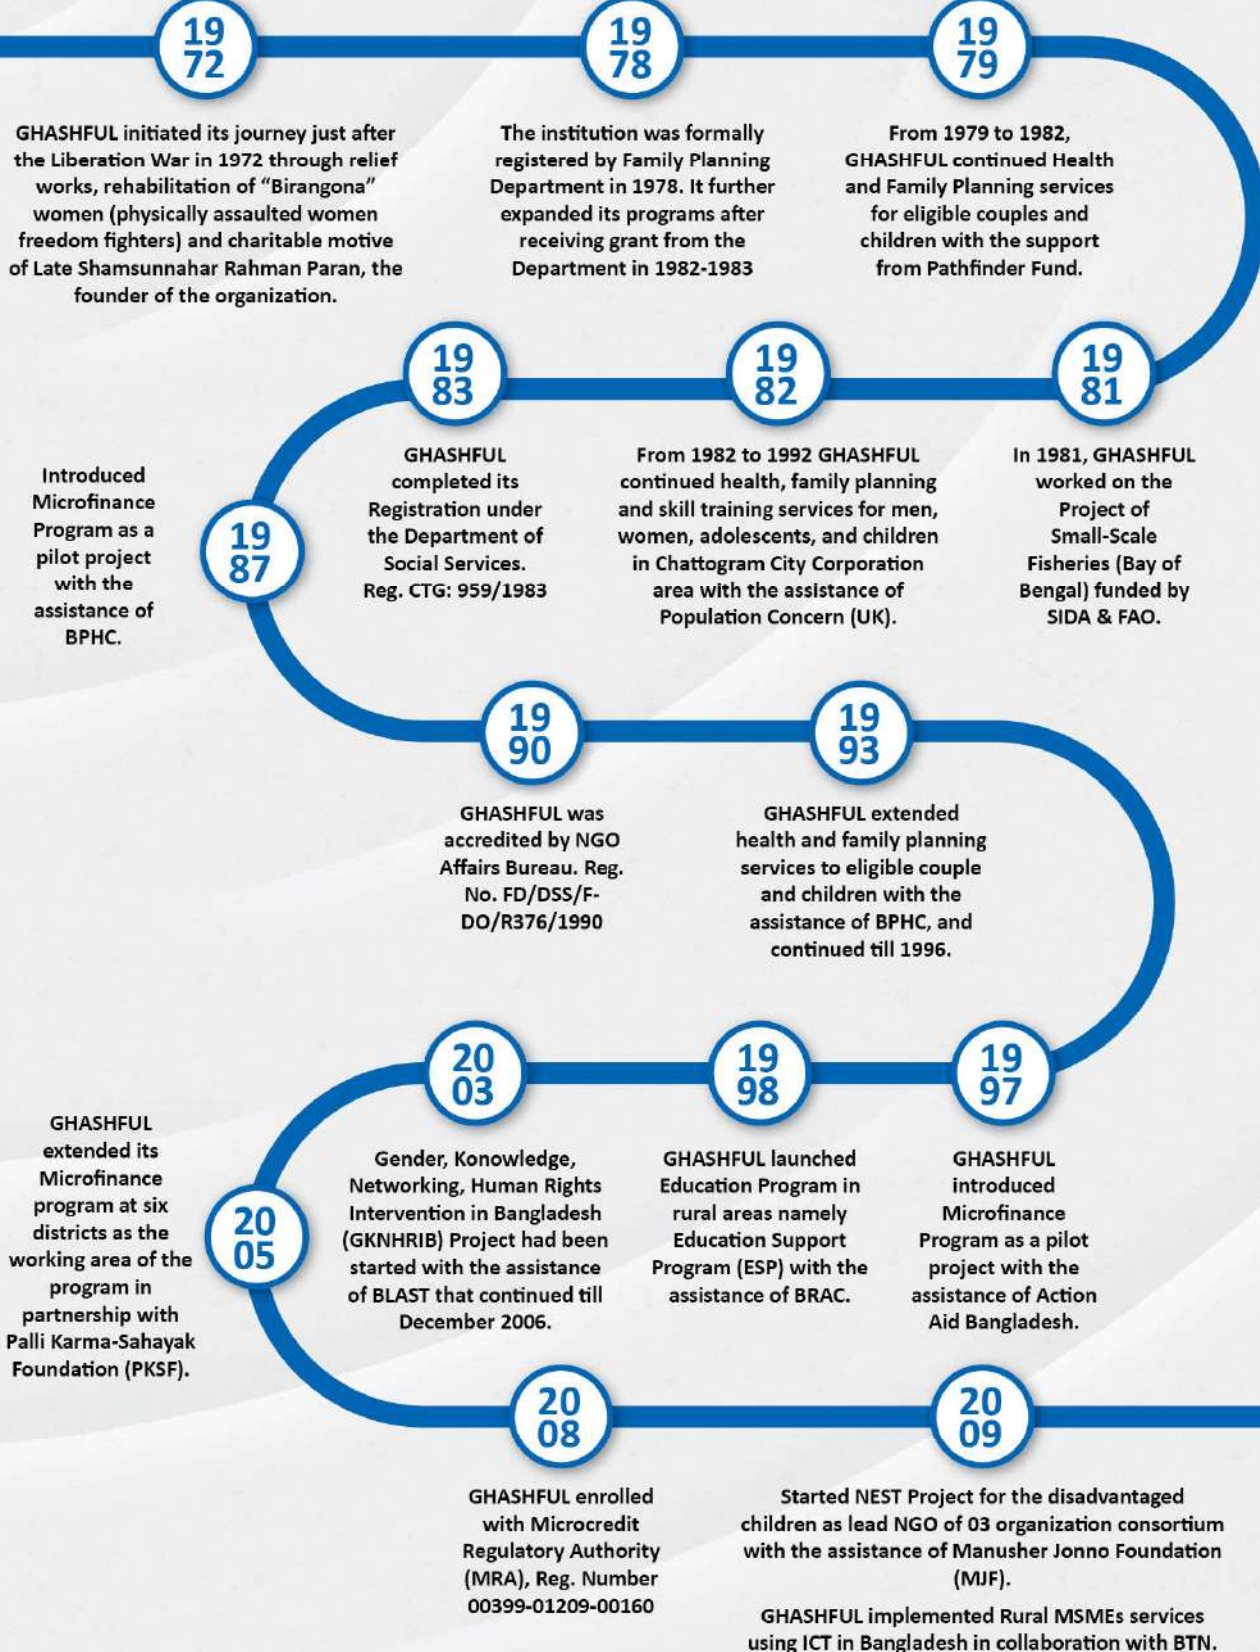 19
72
GHASHFUL initiated its journey just after
the Liberation War in 1972 through relief
works, rehabilitation of “Birangona”
women (physically assaulted women
freedom fighters) and charitable motive
of Late Shamsunnahar Rahman Paran, the
founder of the organization.
19
78
The institution was formally
registered by Family Planning
Department in 1978. It further
expanded its programs after
receiving grant from the
Department in 1982-1983
19
79
From 1979 to 1982,
GHASHFUL continued Health
and Family Planning services
for eligible couples and
children with the support
from Pathfinder Fund.
19
81
In 1981, GHASHFUL
worked on the
Project of
Small-Scale
Fisheries (Bay of
Bengal) funded by
SIDA & FAO.
19
82
From 1982 to 1992 GHASHFUL
continued health, family planning
and skill training services for men,
women, adolescents, and children
in Chattogram City Corporation
area with the assistance of
Population Concern (UK).
19
83
GHASHFUL
completed its
Registration under
the Department of
Social Services.
Reg. CTG: 959/1983
19
87
Introduced
Microfinance
Program as a
pilot project
with the
assistance of
BPHC.
19
90
GHASHFUL was
accredited by NGO
Affairs Bureau. Reg.
No. FD/DSS/F-
DO/R376/1990
19
93
GHASHFUL extended
health and family planning
services to eligible couple
and children with the
assistance of BPHC, and
continued till 1996.
19
97
GHASHFUL
introduced
Microfinance
Program as a pilot
project with the
assistance of Action
Aid Bangladesh.
19
98
GHASHFUL launched
Education Program in
rural areas namely
Education Support
Program (ESP) with the
assistance of BRAC.
20
03
Gender, Konowledge,
Networking, Human Rights
Intervention in Bangladesh
(GKNHRIB) Project had been
started with the assistance
of BLAST that continued till
December 2006.
20
05
GHASHFUL
extended its
Microfinance
program at six
districts as the
working area of the
program in
partnership with
Palli Karma-Sahayak
Foundation (PKSF).
20
08
GHASHFUL enrolled
with Microcredit
Regulatory Authority
(MRA), Reg. Number
00399-01209-00160
20
09
Started NEST Project for the disadvantaged
children as lead NGO of 03 organization consortium
with the assistance of Manusher Jonno Foundation
(MJF).
GHASHFUL implemented Rural MSMEs services
using ICT in Bangladesh in collaboration with BTN.